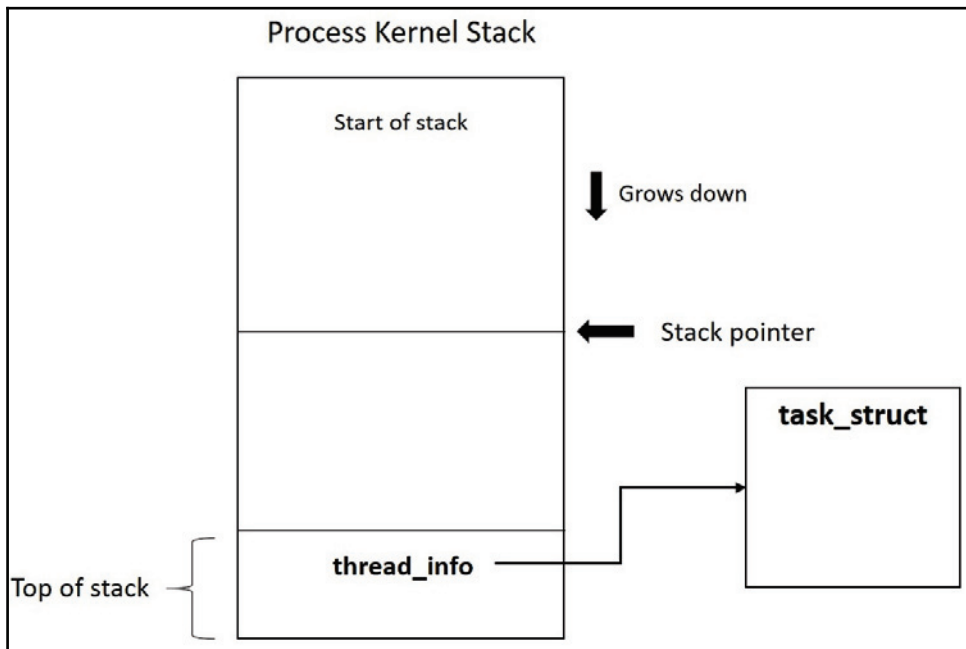 Process Kernel Stack
Start of stack
Grows down
Stack pointer
task_struct
thread_info
Top of stack